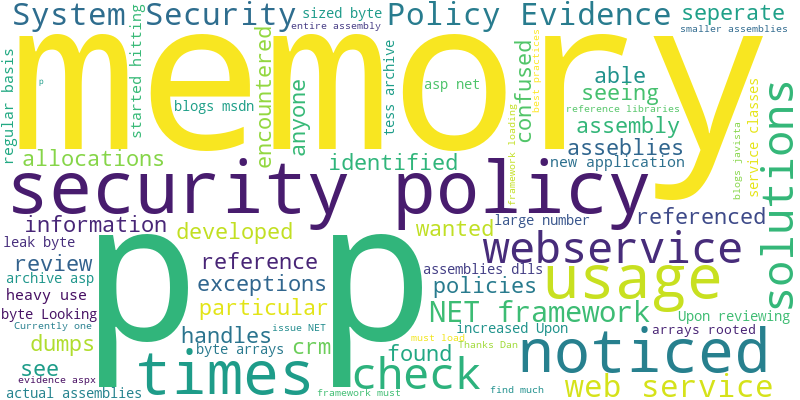 System Security Policy Evidence
sized byte
entire assembly
seperate
smaller assemblies
memory
regular basis
started hitting
blogs msdn
p
encountered
anyone
tess archive
asp net
confused
best practices
able
seeing
reference libraries
assembly
asseblies
new application
framework loading
blogs javista
service classes
solutions
allocations
identified
security policy
information
developed
wanted
large number
referenced
leak byte
review
reference
p p
webservice
archive asp
exceptions
assemblies dlls
policies
usage
heavy use
particular
byte Looking
NET framework
Upon reviewing
Currently one
handles
issue NET
increased Upon
arrays rooted
dumps
byte arrays
crm
must load
Thanks Dan
found
noticed
see
times
check
evidence aspx
actual assemblies
framework must
find much
web service